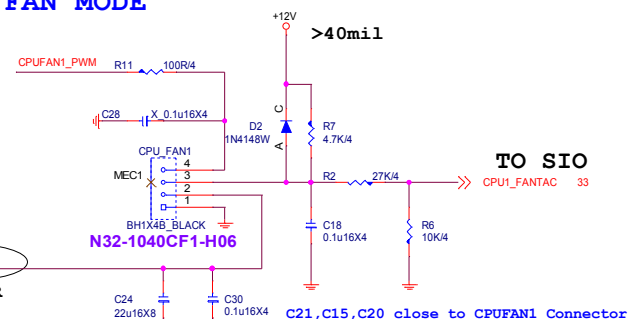 FAN MODE
+12V
>40mil
CPUFAN1_PWM
R11 100R/4
C28 X_0.1u16X4
D2
1N4148W
C
A
R7
4.7K/4
CPU_FAN1
MEC1
4
3
2
1
BH1X4B_BLACK
N32-1040CF1-H06
R2 27K/4
TO SIO
CPU1_FANTAC 33
C18
0.1u16X4
R6
10K/4
C24
22u16X8
C30
0.1u16X4
C21,C15,C20 close to CPUFAN1 Connector